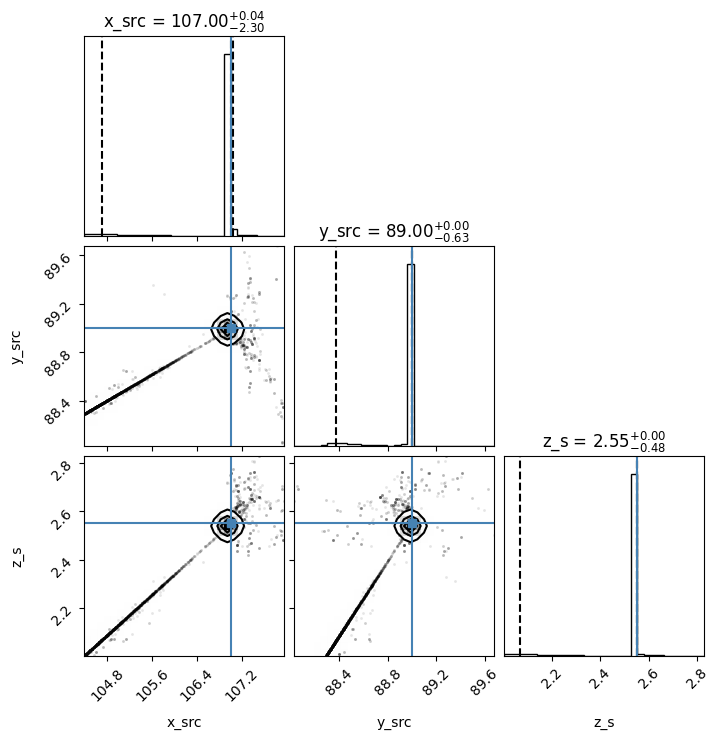 x_src = 107.00+0.04
−2.30
y_src = 89.00+0.00
−0.63
89.6
89.2
88.8
88.4
y_src
z_s = 2.55+0.00
−0.48
2.8
2.6
2.4
2.2
z_s
104.8 105.6 106.4 107.2
88.4 88.8 89.2 89.6
2.2 2.4 2.6 2.8
x_src y_src z_s